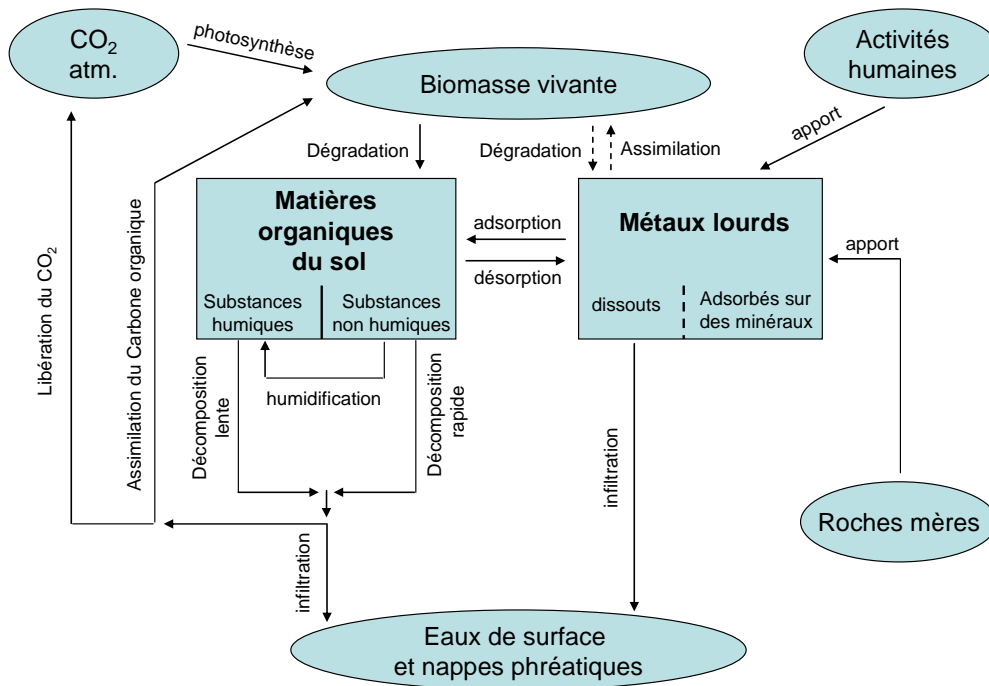 CO2
atm.
photosynthèse
Biomasse vivante
Activités
humaines
apport
Dégradation
Dégradation
Assimilation
Matières
organiques
du sol
Substances
humiques
Substances
non humiques
adsorption
désorption
Métaux lourds
dissouts
Adsorbés sur
des minéraux
apport
Libération du CO2
Assimilation du Carbone organique
Décomposition
lente
humidification
Décomposition
rapide
infiltration
infiltration
Roches mères
Eaux de surface
et nappes phréatiques